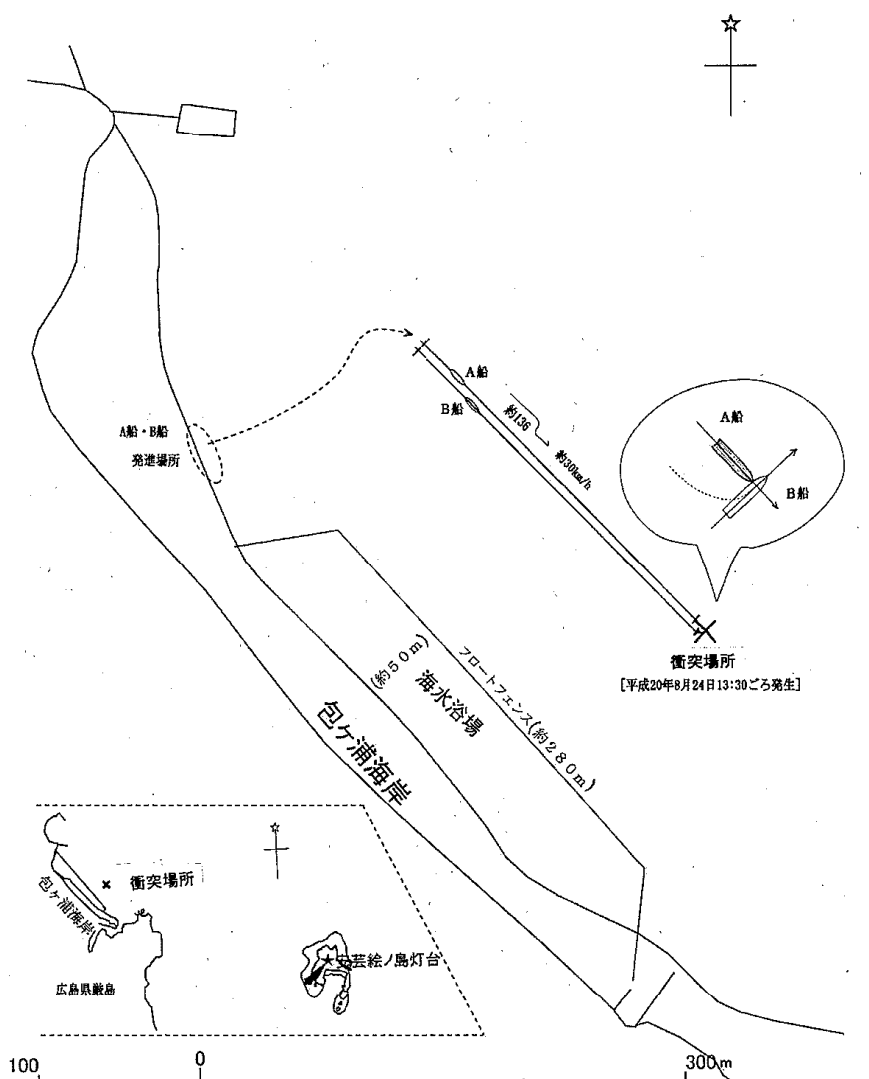 A船
B船
約136
約30km/h
A船・B船
発進場所
A船
B船
衝突場所
[平成20年8月24日13:30ごろ発生]
フロートフェンス(約280m)
(約50m)
海水浴場
包ケ浦海岸
衝突場所
包ケ浦海岸
安芸絵ノ島灯台
広島県厳島
100
0
300m